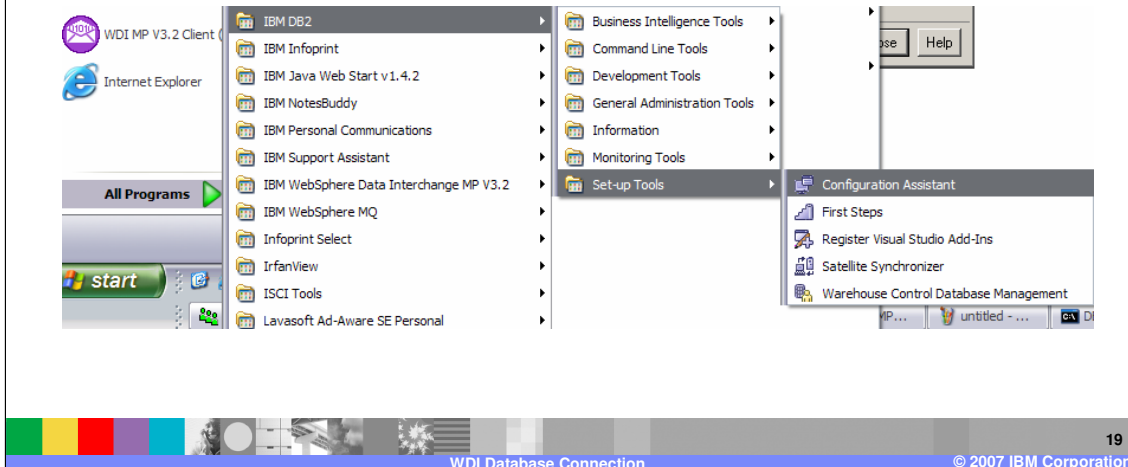 WDI MP V3.2 Client (
Internet Explorer
All Programs
start
IBM DB2
IBM Infoprint
IBM Java Web Start v1.4.2
IBM NotesBuddy
IBM Personal Communications
IBM Support Assistant
IBM WebSphere Data Interchange MP V3.2
IBM WebSphere MQ
Infoprint Select
IrfanView
ISCI Tools
Lavasoft Ad-Aware SE Personal
Business Intelligence Tools
Command Line Tools
Development Tools
General Administration Tools
Information
Monitoring Tools
Set-up Tools
Help
Configuration Assistant
First Steps
Register Visual Studio Add-Ins
Satellite Synchronizer
Warehouse Control Database Management
untitled - ...
19
WDI Database Connection
© 2007 IBM Corporation